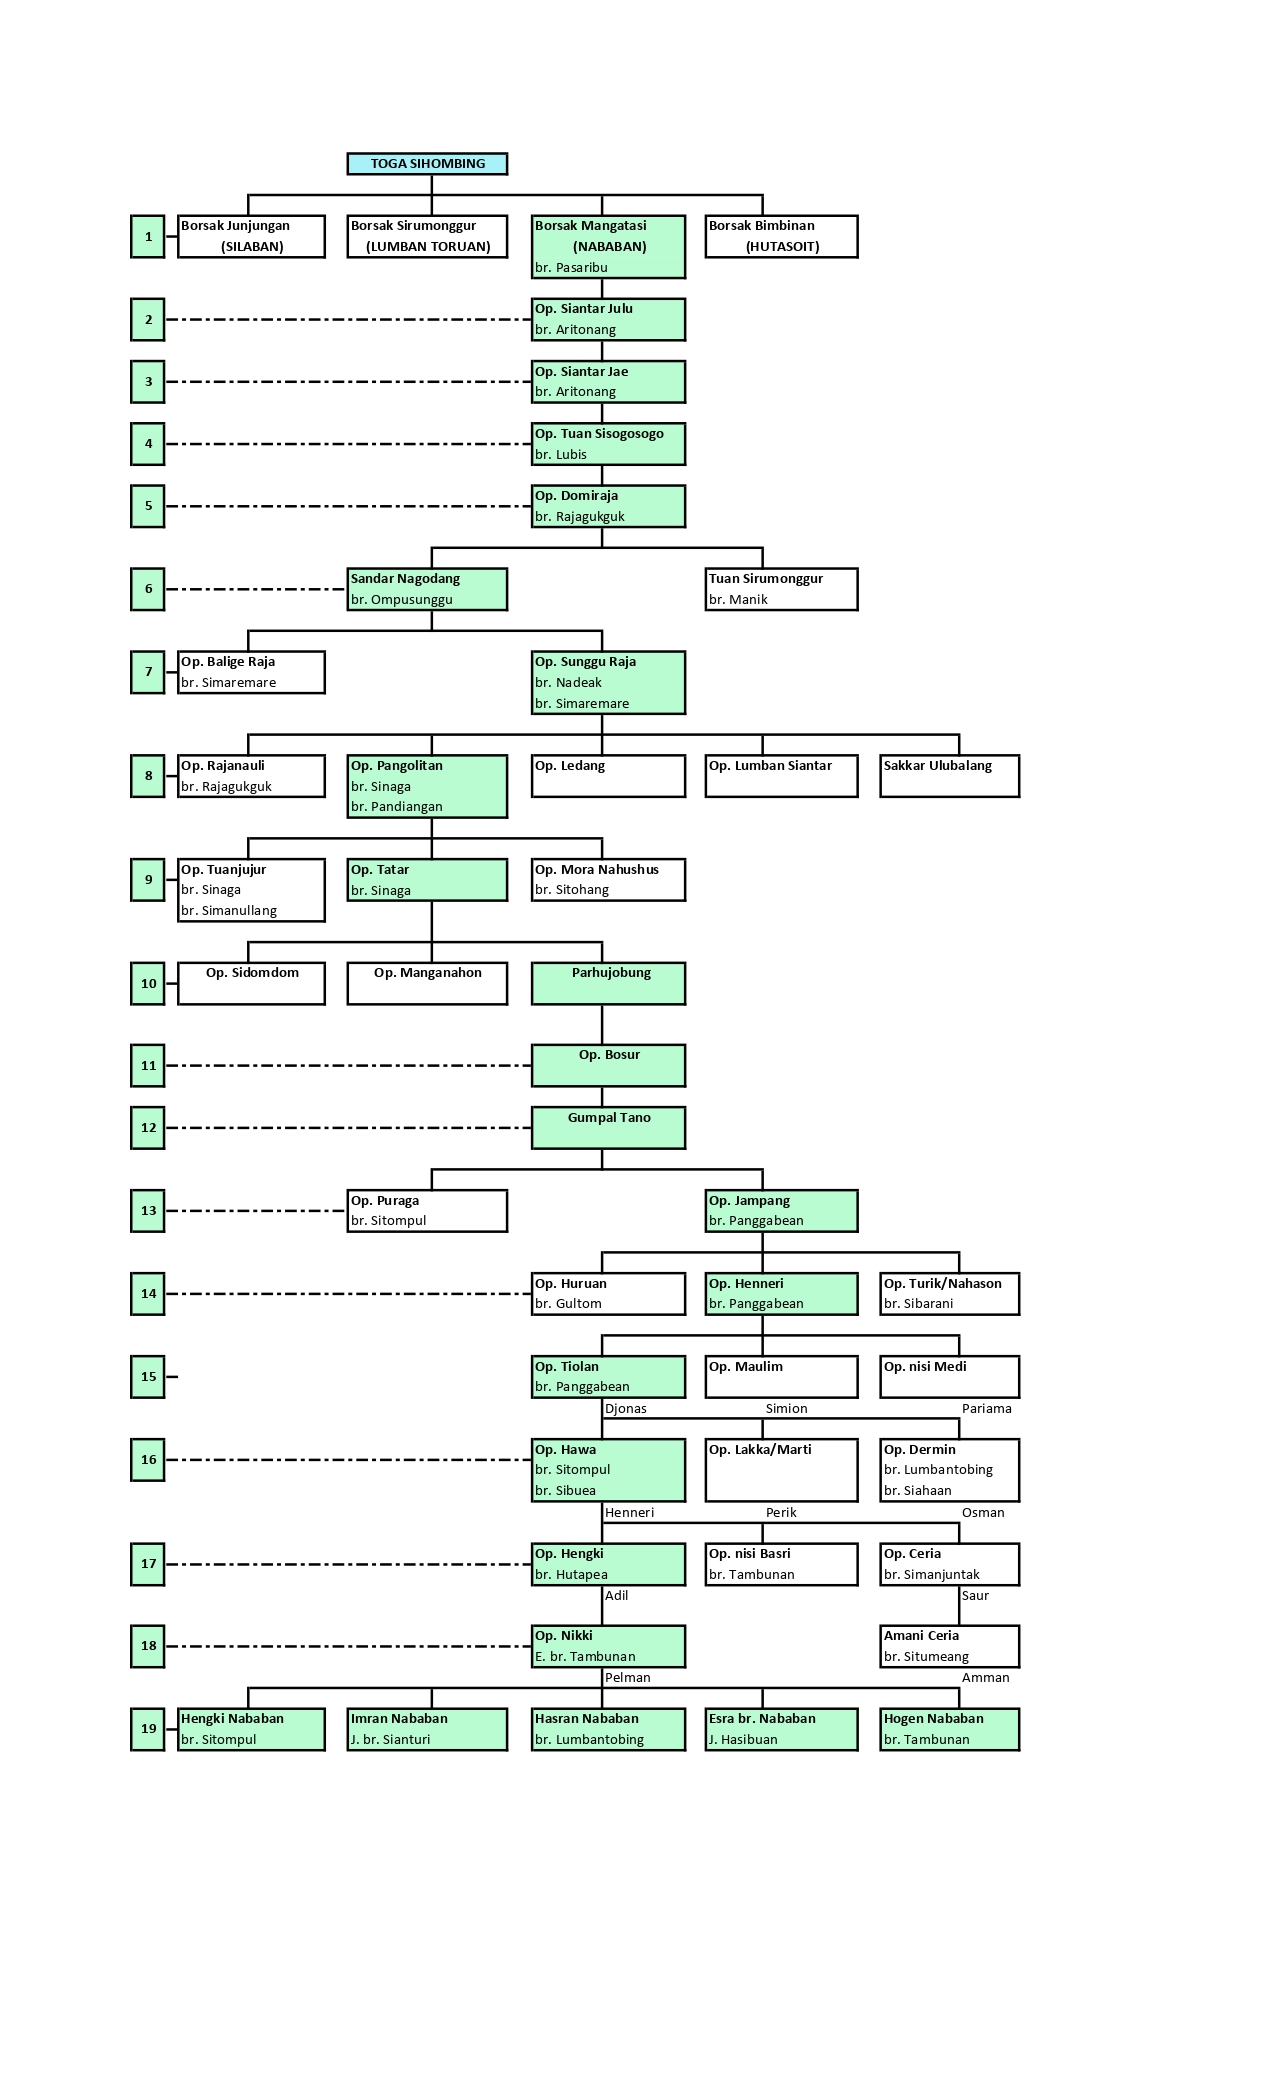 TOGA SIHOMBING
1
Borsak Junjungan
(SILABAN)
Borsak Sirumonggur
(LUMBAN TORUAN)
Borsak Mangatasi
(NABABAN)
br. Pasaribu
Borsak Bimbinan
(HUTASOIT)
2
Op. Siantar Julu
br. Aritonang
3
Op. Siantar Jae
br. Aritonang
4
Op. Tuan Sisogosogo
br. Lubis
5
Op. Domiraja
br. Rajagukguk
6
Sandar Nagodang
br. Ompusunggu
Tuan Sirumonggur
br. Manik
7
Op. Balige Raja
br. Simaremare
Op. Sunggu Raja
br. Nadeak
br. Simaremare
8
Op. Rajanauli
br. Rajagukguk
Op. Pangolitan
br. Sinaga
br. Pandiangan
Op. Ledang
Op. Lumban Siantar
Sakkar Ulubalang
9
Op. Tuanjujur
br. Sinaga
br. Simanullang
Op. Tatar
br. Sinaga
Op. Mora Nahushus
br. Sitohang
10
Op. Sidomdom
Op. Manganahon
Parhujobung
11
Op. Bosur
12
Gumpal Tano
13
Op. Puraga
br. Sitompul
Op. Jampang
br. Panggabean
14
Op. Huruan
br. Gultom
Op. Henneri
br. Panggabean
Op. Turik/Nahason
br. Sibarani
15
Op. Tiolan
br. Panggabean
Op. Maulim
Op. nisi Medi
Djonas
Simion
Pariama
16
Op. Hawa
br. Sitompul
br. Sibuea
Op. Lakka/Marti
Op. Dermin
br. Lumbantobing
br. Siahaan
Henneri
Perik
Osman
17
Op. Hengki
br. Hutapea
Op. nisi Basri
br. Tambunan
Op. Ceria
br. Simanjuntak
Adil
Saur
18
Op. Nikki
E. br. Tambunan
Amani Ceria
br. Situmeang
Pelman
Amman
19
Hengki Nababan
br. Sitompul
Imran Nababan
J. br. Sianturi
Hasran Nababan
br. Lumbantobing
Esra br. Nababan
J. Hasibuan
Hogen Nababan
br. Tambunan